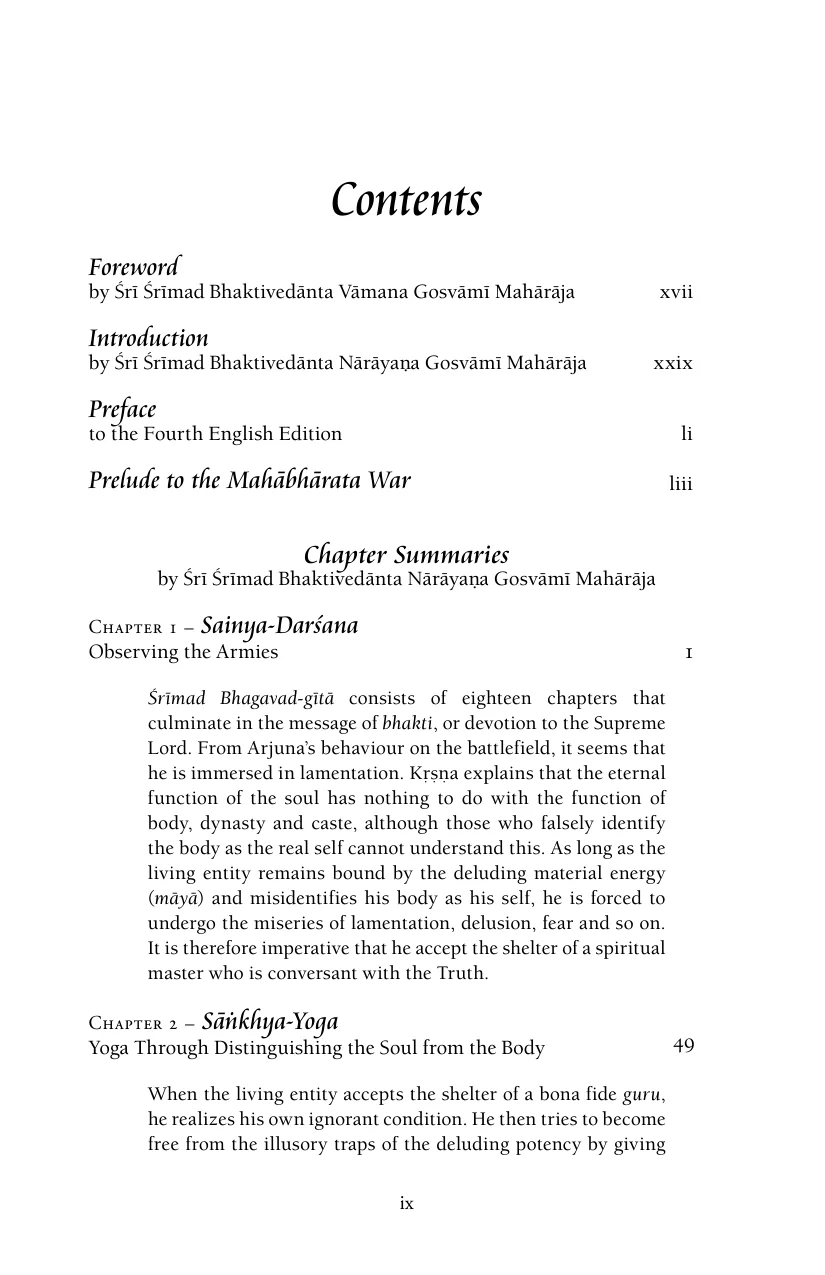 Contents
Foreword
by Śrī Śrīmad Bhaktivedānta Vāmana Gosvāmī Mahārāja xvii
Introduction
by Śrī Śrīmad Bhaktivedānta Nārāyaṇa Gosvāmī Mahārāja xxix
Preface
to the Fourth English Edition li
Prelude to the Mahābhārata War liii
Chapter Summaries
by Śrī Śrīmad Bhaktivedānta Nārāyaṇa Gosvāmī Mahārāja
Chapter 1 – Sainya-Darśana
Observing the Armies 1
Śrīmad Bhagavad-gītā consists of eighteen chapters that
culminate in the message of bhakti, or devotion to the Supreme
Lord. From Arjuna’s behaviour on the battlefield, it seems that
he is immersed in lamentation. Kṛṣṇa explains that the eternal
function of the soul has nothing to do with the function of
body, dynasty and caste, although those who falsely identify
the body as the real self cannot understand this. As long as the
living entity remains bound by the deluding material energy
(māyā) and misidentifies his body as his self, he is forced to
undergo the miseries of lamentation, delusion, fear and so on.
It is therefore imperative that he accept the shelter of a spiritual
master who is conversant with the Truth.
Chapter 2 – Sāṅkhya-Yoga
Yoga Through Distinguishing the Soul from the Body 49
When the living entity accepts the shelter of a bona fide guru,
he realizes his own ignorant condition. He then tries to become
free from the illusory traps of the deluding potency by giving
ix